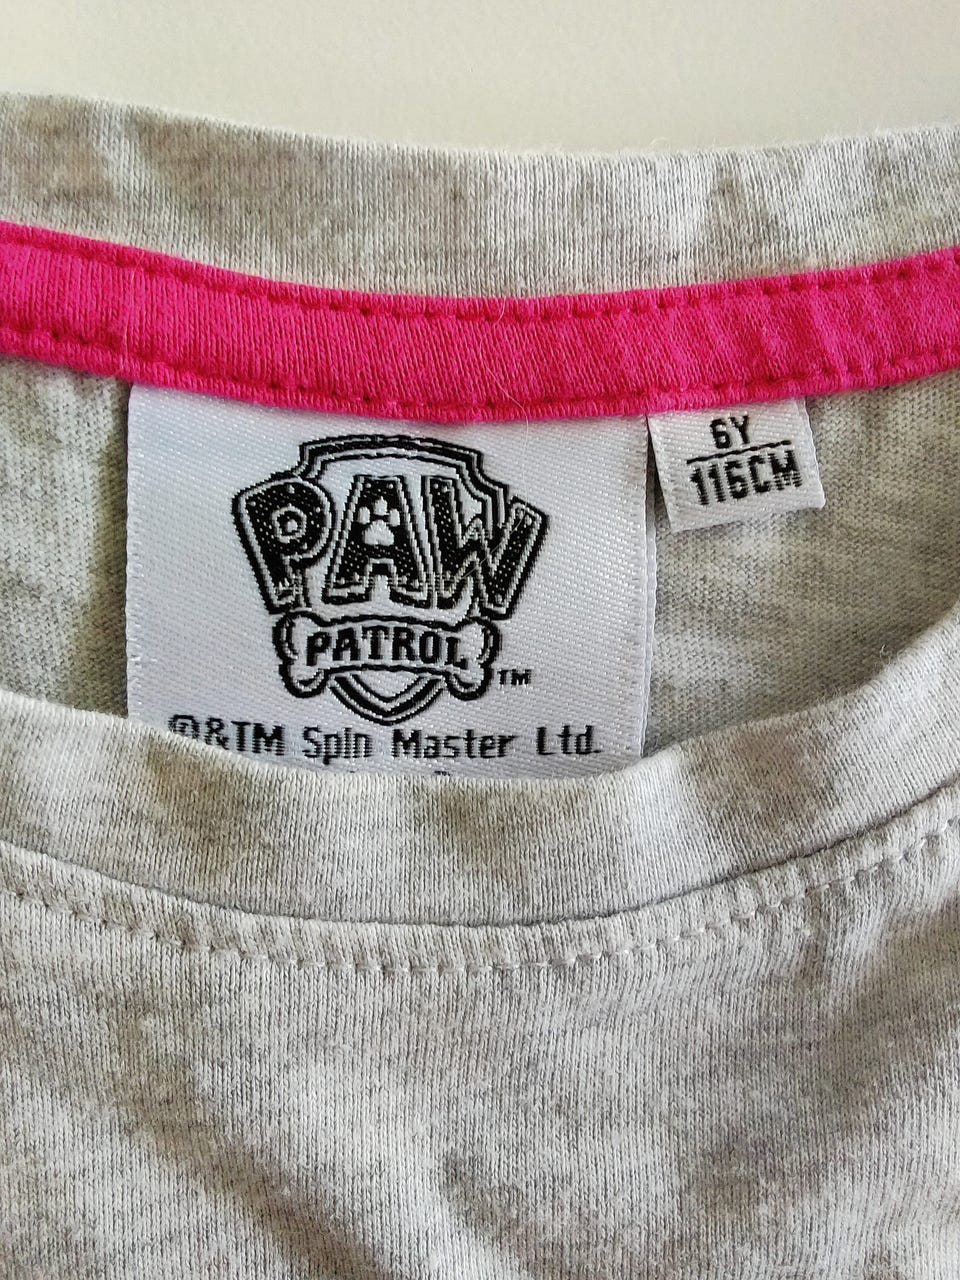 PAW
PATROL
TM
©&TM Spin Master Ltd.
6Y
116CM